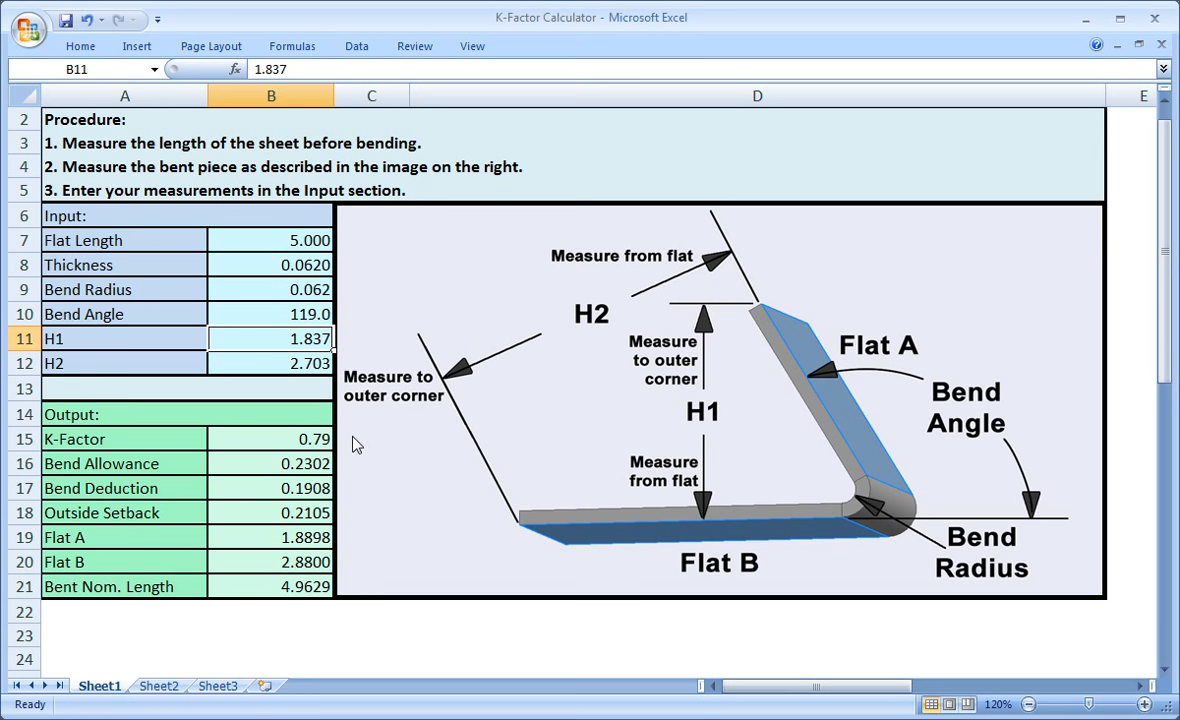 K-Factor Calculator - Microsoft Excel
Home Insert Page Layout Formulas Data Review View
B11 fx 1.837
A B C D E
2 Procedure:
3 1. Measure the length of the sheet before bending.
4 2. Measure the bent piece as described in the image on the right.
5 3. Enter your measurements in the Input section.
6 Input:
7 Flat Length 5.000
8 Thickness 0.0620
9 Bend Radius 0.062
10 Bend Angle 119.0
11 H1 1.837
12 H2 2.703
13
14 Output:
15 K-Factor 0.79
16 Bend Allowance 0.2302
17 Bend Deduction 0.1908
18 Outside Setback 0.2105
19 Flat A 1.8898
20 Flat B 2.8800
21 Bent Nom. Length 4.9629
22
23
24
Measure from flat
H2
Measure
to outer
corner
Flat A
Measure to
outer corner
Bend
Angle
H1
Measure
from flat
Bend
Radius
Flat B
Sheet1 Sheet2 Sheet3
Ready 120%